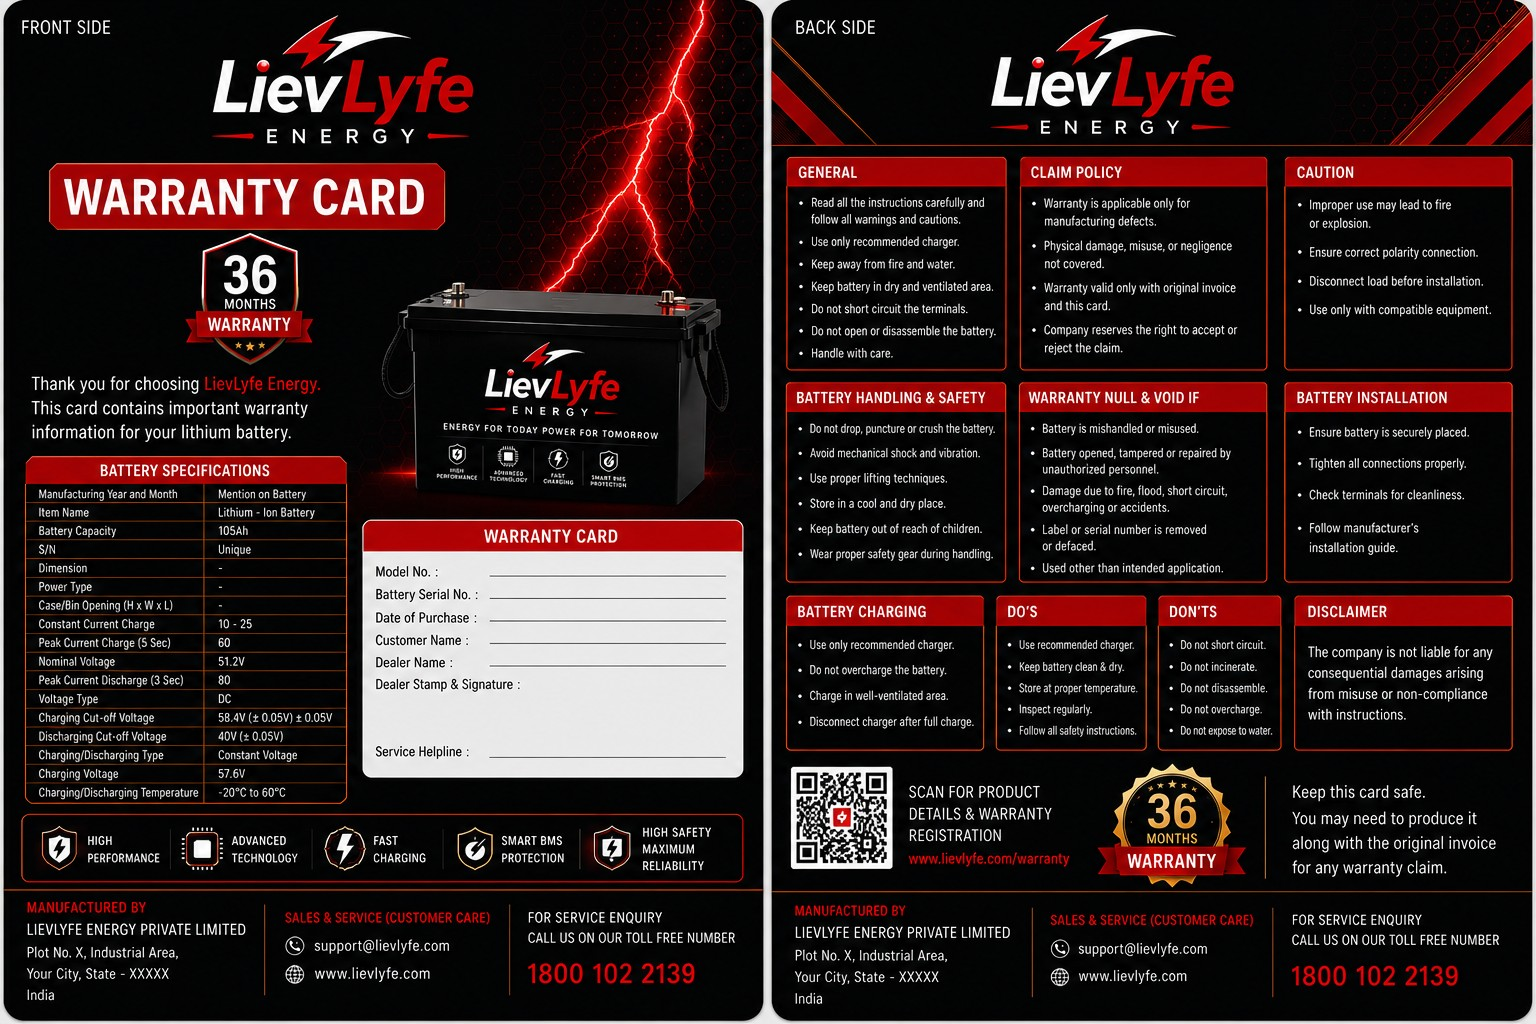 FRONT SIDE
LievLyfe
ENERGY
WARRANTY CARD
36
MONTHS
WARRANTY
Thank you for choosing LievLyfe Energy.
This card contains important warranty
information for your lithium battery.
LievLyfe
ENERGY
ENERGY FOR TODAY POWER FOR TOMORROW
HIGH PERFORMANCE
ADVANCED TECHNOLOGY
FAST CHARGING
SMART BMS PROTECTION
BATTERY SPECIFICATIONS
Manufacturing Year and Month Mention on Battery
Item Name Lithium - Ion Battery
Battery Capacity 105Ah
S/N Unique
Dimension -
Power Type -
Case/Bin Opening (H x W x L) -
Constant Current Charge 10 - 25
Peak Current Charge (5 Sec) 60
Nominal Voltage 51.2V
Peak Current Discharge (3 Sec) 80
Voltage Type DC
Charging Cut-off Voltage 58.4V (± 0.05V) ± 0.05V
Discharging Cut-off Voltage 40V (± 0.05V)
Charging/Discharging Type Constant Voltage
Charging Voltage 57.6V
Charging/Discharging Temperature -20°C to 60°C
WARRANTY CARD
Model No. :
Battery Serial No. :
Date of Purchase :
Customer Name :
Dealer Name :
Dealer Stamp & Signature :
Service Helpline :
HIGH
PERFORMANCE
ADVANCED
TECHNOLOGY
FAST
CHARGING
SMART BMS
PROTECTION
HIGH SAFETY
MAXIMUM
RELIABILITY
MANUFACTURED BY
LIEVLYFE ENERGY PRIVATE LIMITED
Plot No. X, Industrial Area,
Your City, State - XXXXX
India
SALES & SERVICE (CUSTOMER CARE)
support@lievlyfe.com
www.lievlyfe.com
FOR SERVICE ENQUIRY
CALL US ON OUR TOLL FREE NUMBER
1800 102 2139
BACK SIDE
LievLyfe
ENERGY
GENERAL
• Read all the instructions carefully and
follow all warnings and cautions.
• Use only recommended charger.
• Keep away from fire and water.
• Keep battery in dry and ventilated area.
• Do not short circuit the terminals.
• Do not open or disassemble the battery.
• Handle with care.
CLAIM POLICY
• Warranty is applicable only for
manufacturing defects.
• Physical damage, misuse, or negligence
not covered.
• Warranty valid only with original invoice
and this card.
• Company reserves the right to accept or
reject the claim.
CAUTION
• Improper use may lead to fire
or explosion.
• Ensure correct polarity connection.
• Disconnect load before installation.
• Use only with compatible equipment.
BATTERY HANDLING & SAFETY
• Do not drop, puncture or crush the battery.
• Avoid mechanical shock and vibration.
• Use proper lifting techniques.
• Store in a cool and dry place.
• Keep battery out of reach of children.
• Wear proper safety gear during handling.
WARRANTY NULL & VOID IF
• Battery is mishandled or misused.
• Battery opened, tampered or repaired by
unauthorized personnel.
• Damage due to fire, flood, short circuit,
overcharging or accidents.
• Label or serial number is removed
or defaced.
• Used other than intended application.
BATTERY INSTALLATION
• Ensure battery is securely placed.
• Tighten all connections properly.
• Check terminals for cleanliness.
• Follow manufacturer's
installation guide.
BATTERY CHARGING
• Use only recommended charger.
• Do not overcharge the battery.
• Charge in well-ventilated area.
• Disconnect charger after full charge.
DO'S
• Use recommended charger.
• Keep battery clean & dry.
• Store at proper temperature.
• Inspect regularly.
• Follow all safety instructions.
DON'TS
• Do not short circuit.
• Do not incinerate.
• Do not disassemble.
• Do not overcharge.
• Do not expose to water.
DISCLAIMER
The company is not liable for any
consequential damages arising
from misuse or non-compliance
with instructions.
SCAN FOR PRODUCT
DETAILS & WARRANTY
REGISTRATION
www.lievlyfe.com/warranty
36
MONTHS
WARRANTY
Keep this card safe.
You may need to produce it
along with the original invoice
for any warranty claim.
MANUFACTURED BY
LIEVLYFE ENERGY PRIVATE LIMITED
Plot No. X, Industrial Area,
Your City, State - XXXXX
India
SALES & SERVICE (CUSTOMER CARE)
support@lievlyfe.com
www.lievlyfe.com
FOR SERVICE ENQUIRY
CALL US ON OUR TOLL FREE NUMBER
1800 102 2139